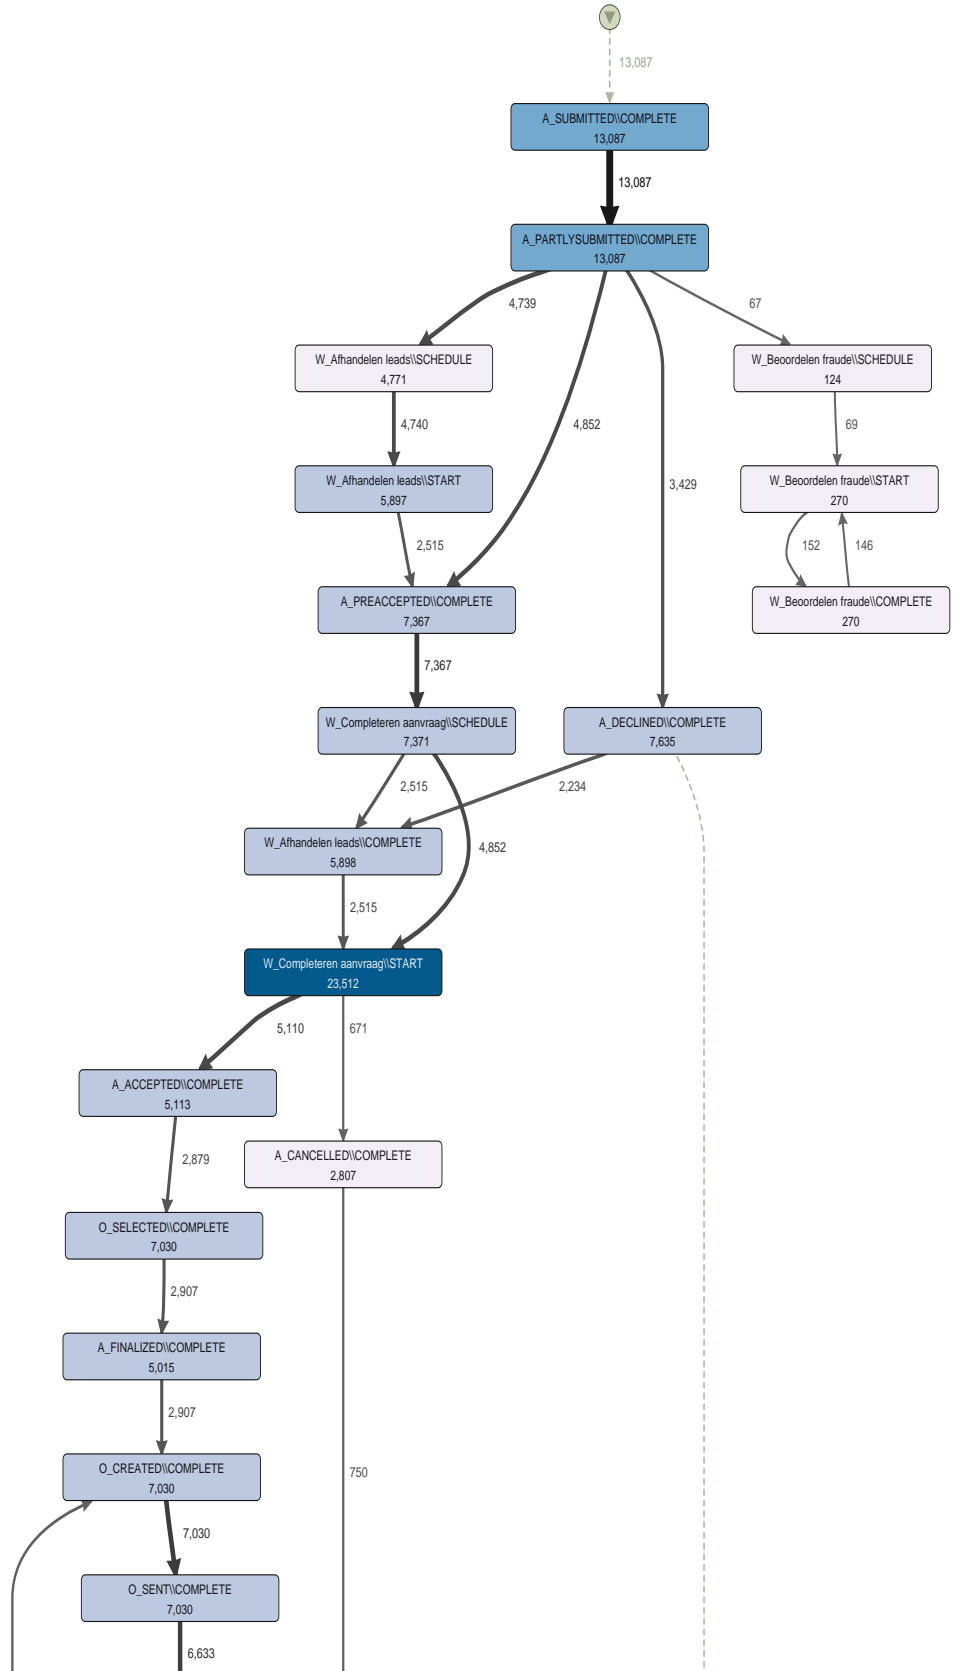 13,087
A_SUBMITTED\\COMPLETE
13,087
13,087
A_PARTLYSUBMITTED\\COMPLETE
13,087
4,739
67
W_Afhandelen leads\\SCHEDULE
4,771
W_Beoordelen fraude\\SCHEDULE
124
4,740
4,852
69
W_Afhandelen leads\\START
5,897
3,429
W_Beoordelen fraude\\START
270
2,515
152
146
A_PREACCEPTED\\COMPLETE
7,367
W_Beoordelen fraude\\COMPLETE
270
7,367
W_Completeren aanvraag\\SCHEDULE
7,371
A_DECLINED\\COMPLETE
7,635
2,515
2,234
W_Afhandelen leads\\COMPLETE
5,898
4,852
2,515
W_Completeren aanvraag\\START
23,512
5,110
671
A_ACCEPTED\\COMPLETE
5,113
2,879
A_CANCELLED\\COMPLETE
2,807
O_SELECTED\\COMPLETE
7,030
2,907
A_FINALIZED\\COMPLETE
5,015
2,907
O_CREATED\\COMPLETE
7,030
750
7,030
O_SENT\\COMPLETE
7,030
6,633